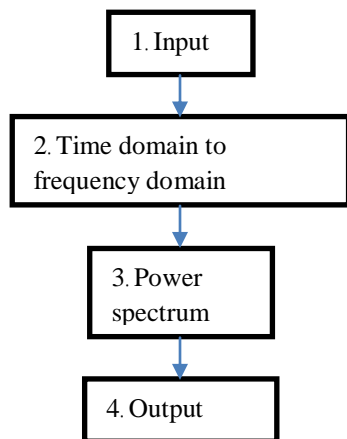 1. Input
2. Time domain to
frequency domain
3. Power
spectrum
4. Output